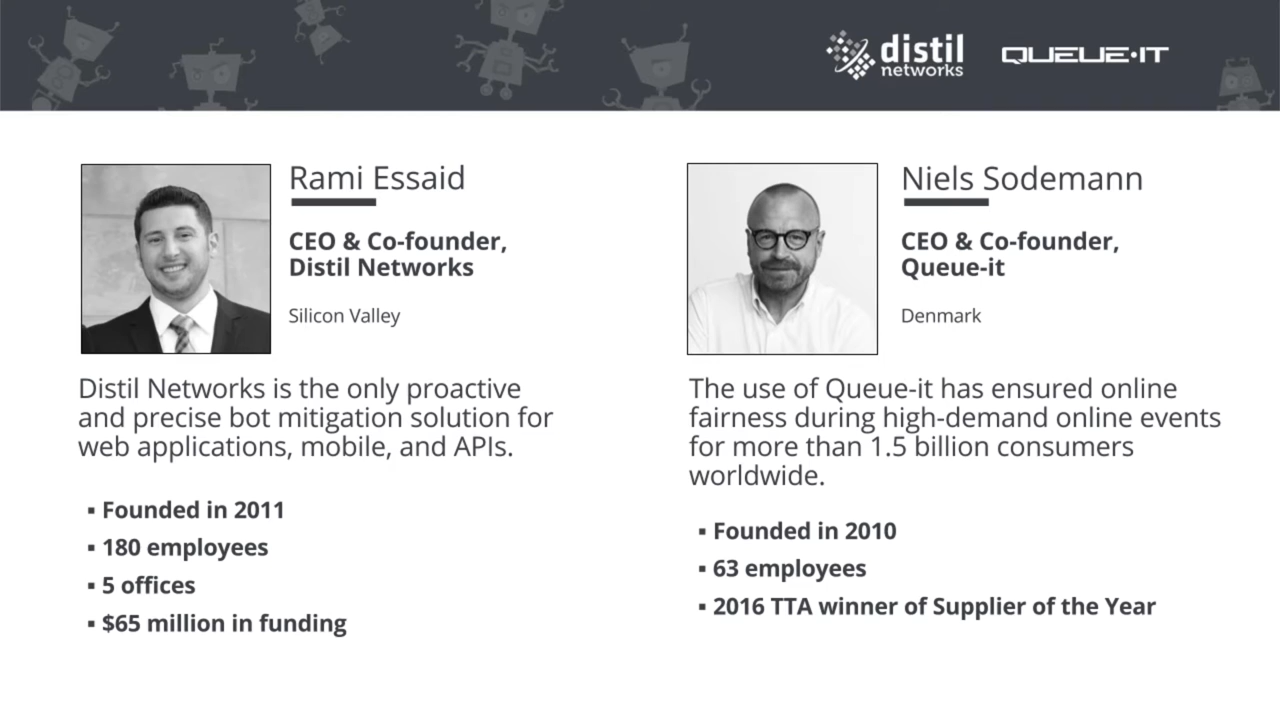 distil
networks
QUEUE·IT
Rami Essaid
CEO & Co-founder,
Distil Networks
Silicon Valley
Distil Networks is the only proactive
and precise bot mitigation solution for
web applications, mobile, and APIs.
▪ Founded in 2011
▪ 180 employees
▪ 5 offices
▪ $65 million in funding
Niels Sodemann
CEO & Co-founder,
Queue-it
Denmark
The use of Queue-it has ensured online
fairness during high-demand online events
for more than 1.5 billion consumers
worldwide.
▪ Founded in 2010
▪ 63 employees
▪ 2016 TTA winner of Supplier of the Year